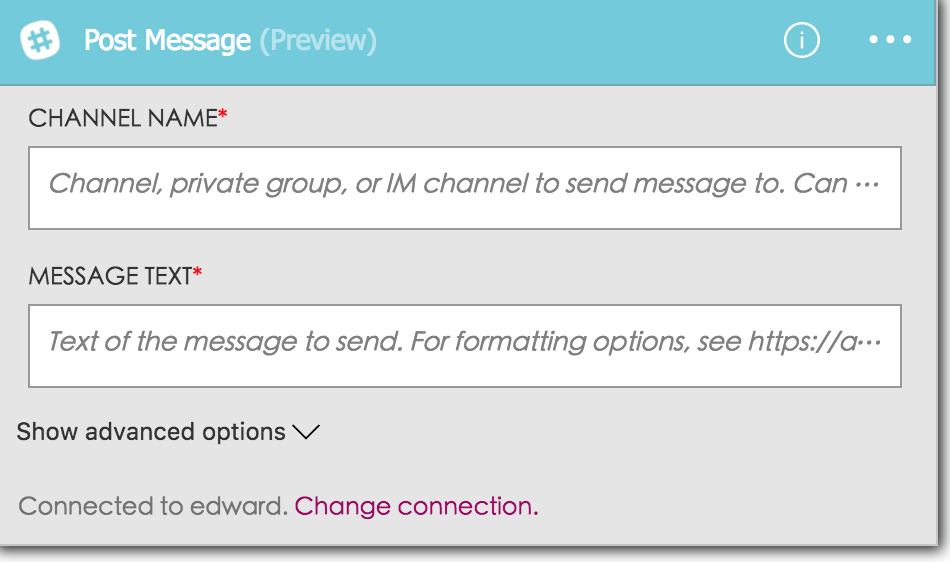 Post Message (Preview)
CHANNEL NAME*
Channel, private group, or IM channel to send message to. Can ···
MESSAGE TEXT*
Text of the message to send. For formatting options, see https://a···
Show advanced options
Connected to edward. Change connection.